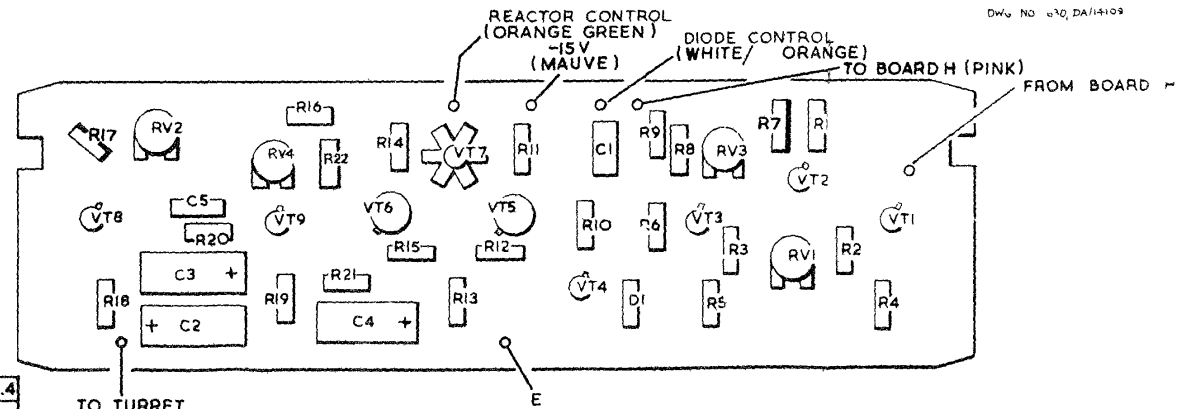 DWG NO 630, DA/14109
REACTOR CONTROL
(ORANGE GREEN)
-15V
(MAUVE)
DIODE CONTROL
(WHITE/ ORANGE)
TO BOARD H (PINK)
FROM BOARD
R17
RV2
R16
RV4
R22
R14
VT7
R11
C1
R9
R8
RV3
R7
R1
VT2
VT8
C5
R20
VT9
VT6
VT5
R15
R12
R10
R6
VT3
R3
RV1
R2
VT1
R18
C3 +
+ C2
R19
R21
C4 +
R13
VT4
D1
R5
R4
.4
TO TURRET
E